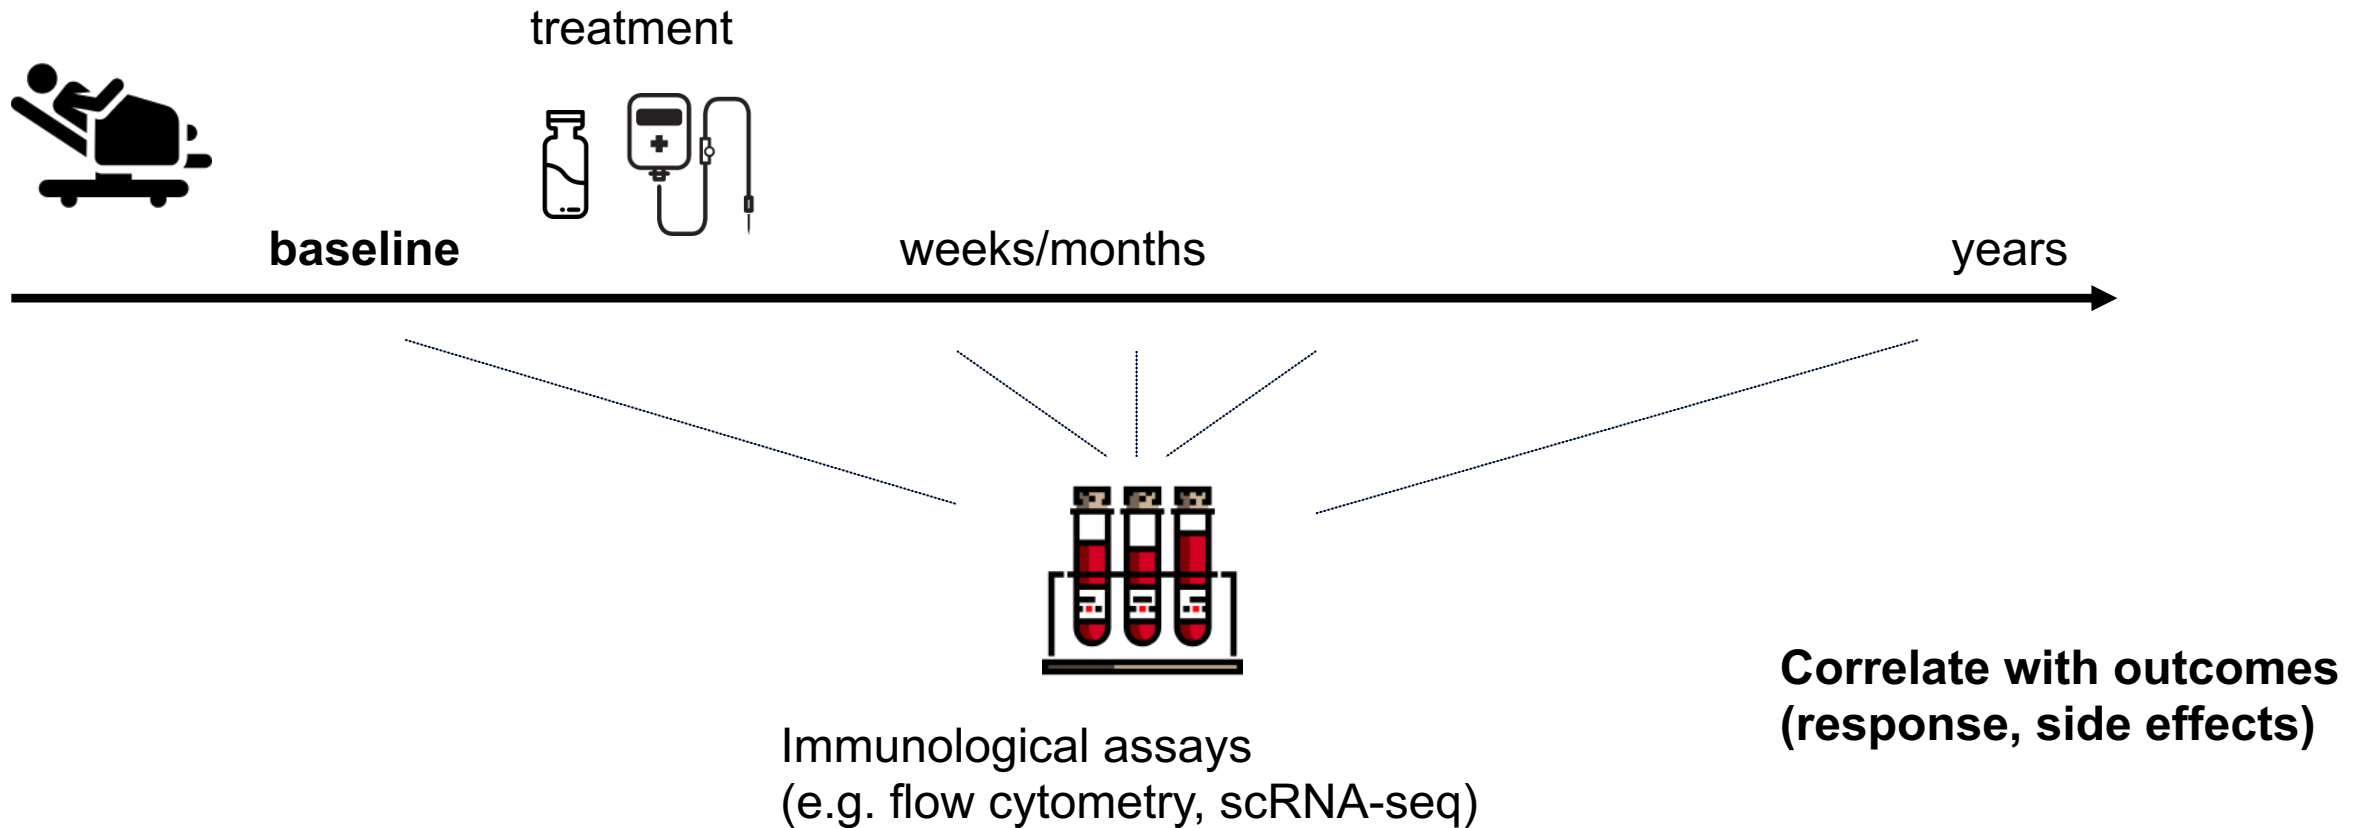 treatment
baseline
weeks/months
years
Correlate with outcomes
(response, side effects)
Immunological assays
(e.g. flow cytometry, scRNA-seq)